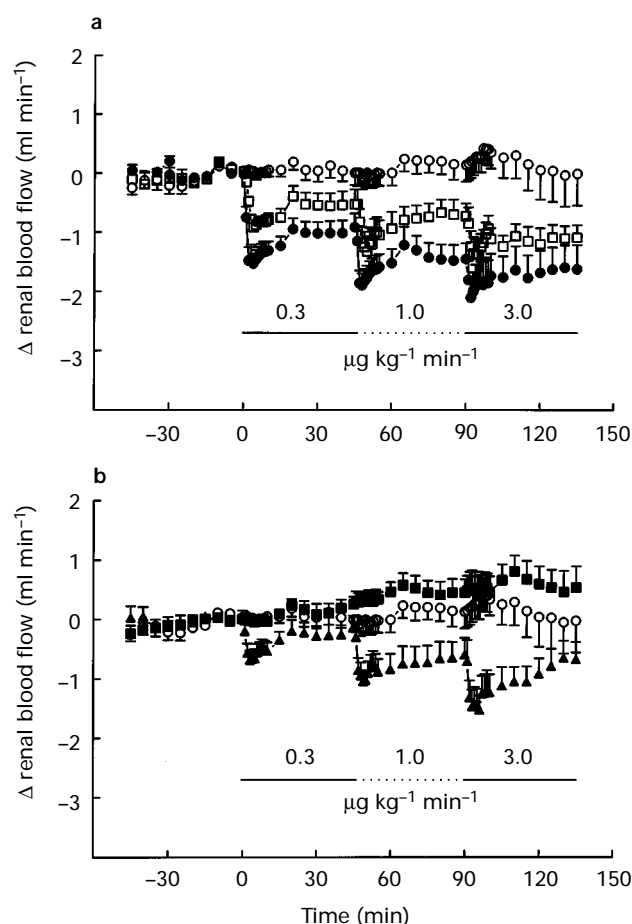 a
Δ renal blood flow (ml min⁻¹)
2
1
0
−1
−2
−3
0.3 1.0 3.0
μg kg⁻¹ min⁻¹
−30 0 30 60 90 120 150
b
Δ renal blood flow (ml min⁻¹)
2
1
0
−1
−2
−3
0.3 1.0 3.0
μg kg⁻¹ min⁻¹
−30 0 30 60 90 120 150
Time (min)